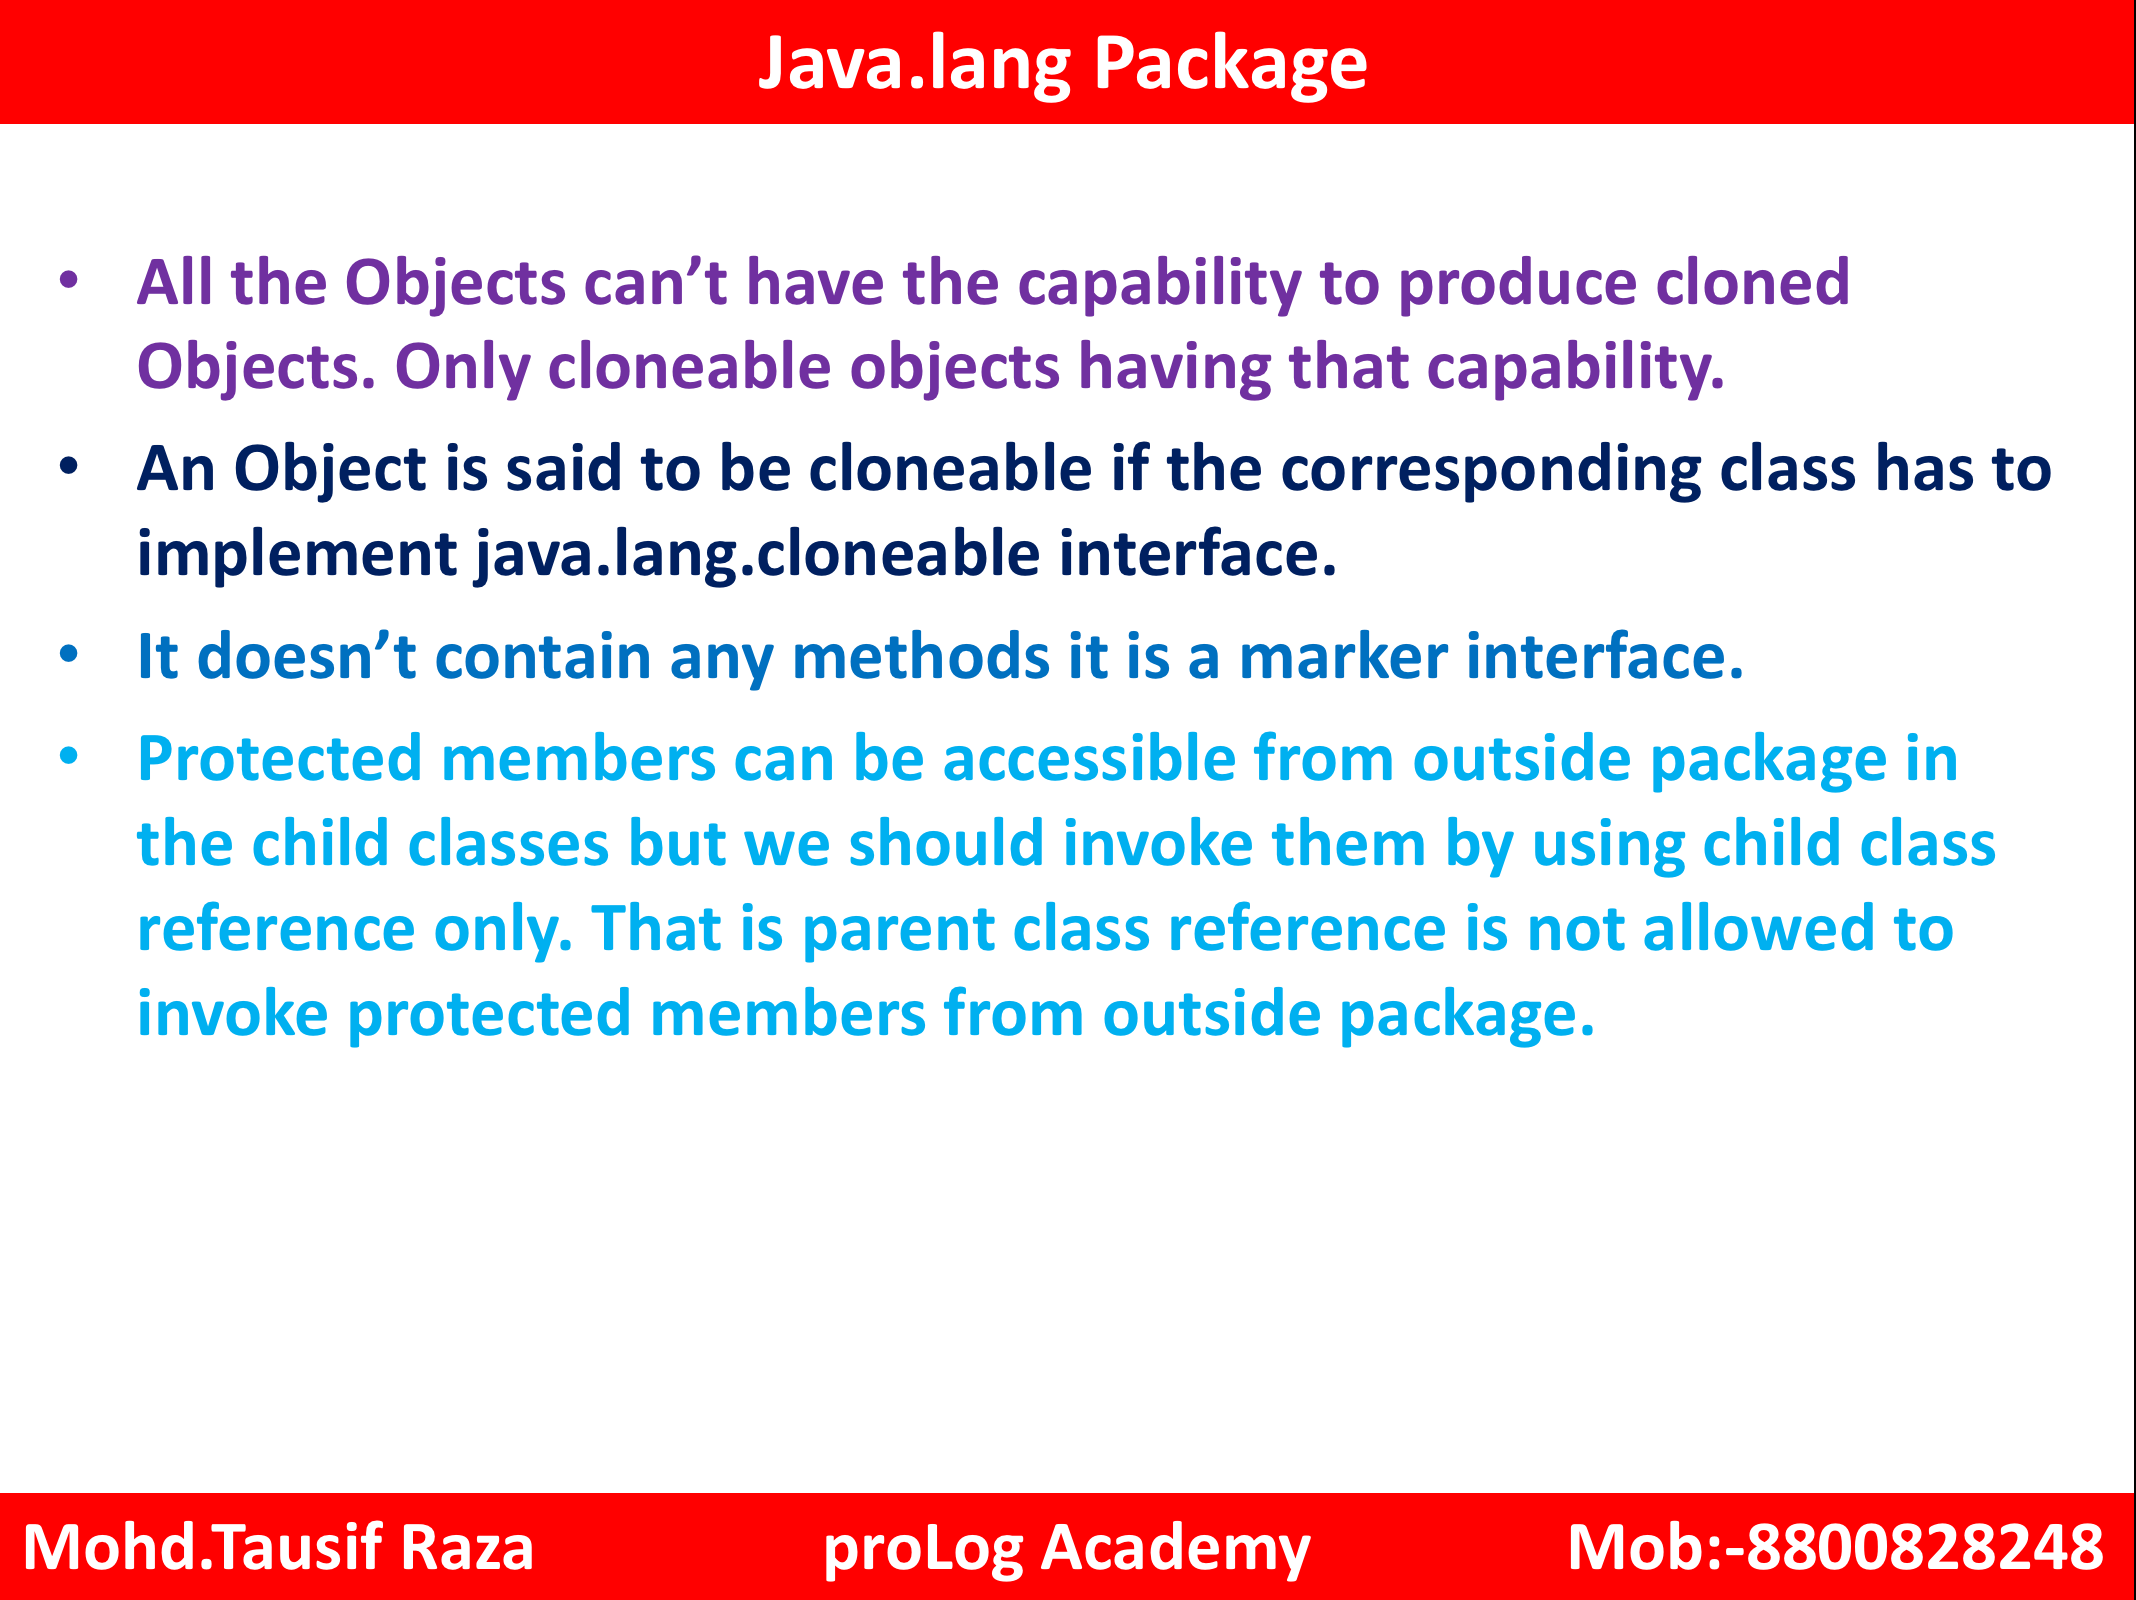 Java.lang Package
• All the Objects can’t have the capability to produce cloned
Objects. Only cloneable objects having that capability.
• An Object is said to be cloneable if the corresponding class has to
implement java.lang.cloneable interface.
• It doesn’t contain any methods it is a marker interface.
• Protected members can be accessible from outside package in
the child classes but we should invoke them by using child class
reference only. That is parent class reference is not allowed to
invoke protected members from outside package.
Mohd.Tausif Raza proLog Academy Mob:-8800828248